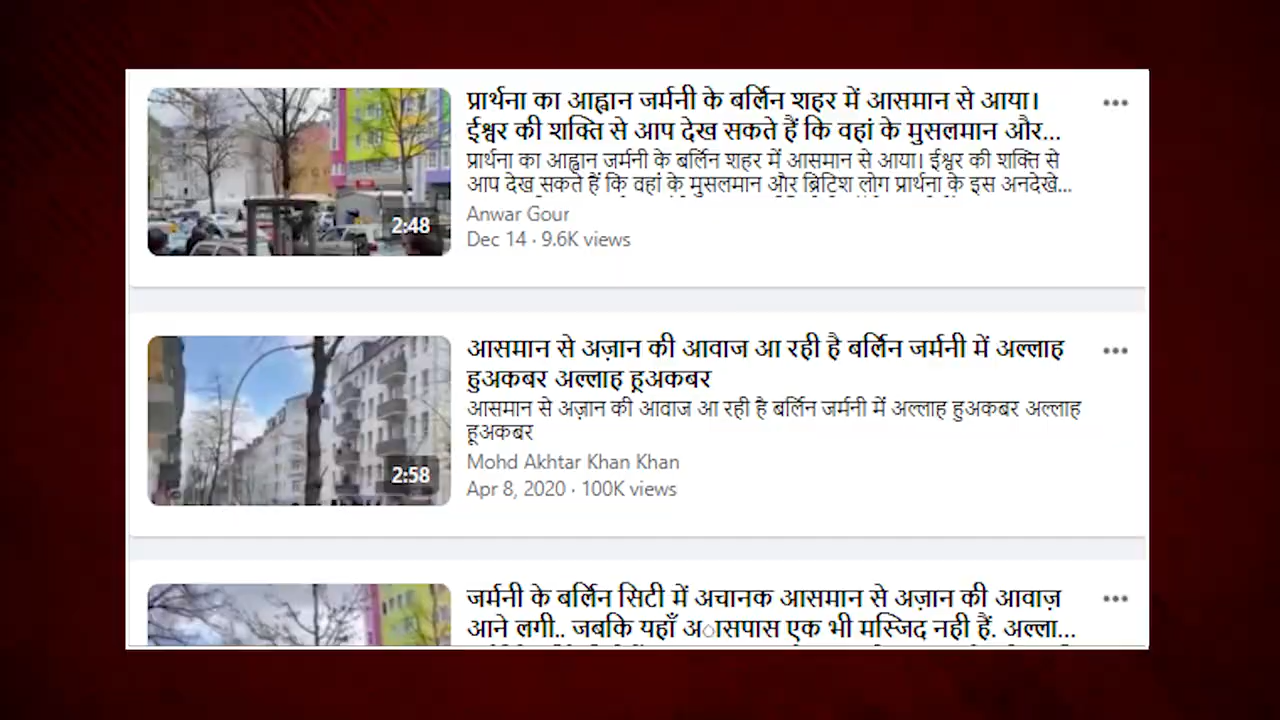 प्रार्थना का आह्वान जर्मनी के बर्लिन शहर में आसमान से आया।
ईश्वर की शक्ति से आप देख सकते हैं कि वहां के मुसलमान और...
प्रार्थना का आह्वान जर्मनी के बर्लिन शहर में आसमान से आया। ईश्वर की शक्ति से
आप देख सकते हैं कि वहां के मुसलमान और ब्रिटिश लोग प्रार्थना के इस अनदेखे...
Anwar Gour
Dec 14 · 9.6K views
2:48
आसमान से अज़ान की आवाज आ रही है बर्लिन जर्मनी में अल्लाह
हुअकबर अल्लाह हूअकबर
आसमान से अज़ान की आवाज आ रही है बर्लिन जर्मनी में अल्लाह हुअकबर अल्लाह
हूअकबर
Mohd Akhtar Khan Khan
Apr 8, 2020 · 100K views
2:58
जर्मनी के बर्लिन सिटी में अचानक आसमान से अज़ान की आवाज़
आने लगी.. जबकि यहाँ अासपास एक भी मस्जिद नही हैं. अल्ला...